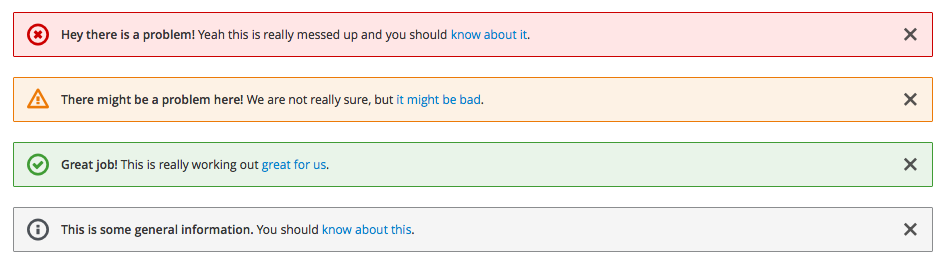 Hey there is a problem! Yeah this is really messed up and you should know about it.
There might be a problem here! We are not really sure, but it might be bad.
Great job! This is really working out great for us.
This is some general information. You should know about this.